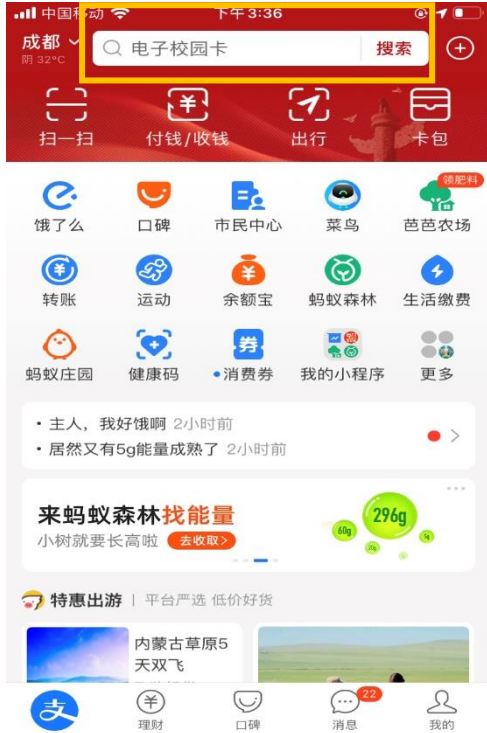 中国移动
下午3:36
成都
阴 32°C
电子校园卡
搜索
扫一扫
付钱/收钱
出行
卡包
领肥料
饿了么
口碑
市民中心
菜鸟
芭芭农场
转账
运动
余额宝
蚂蚁森林
生活缴费
券
蚂蚁庄园
健康码
消费券
我的小程序
更多
· 主人，我好饿啊 2小时前
· 居然又有5g能量成熟了 2小时前
来蚂蚁森林找能量
小树就要长高啦 去收取>
296g
60g
特惠出游 | 平台严选 低价好货
内蒙古草原5
天双飞
支
理财
口碑
22
消息
我的